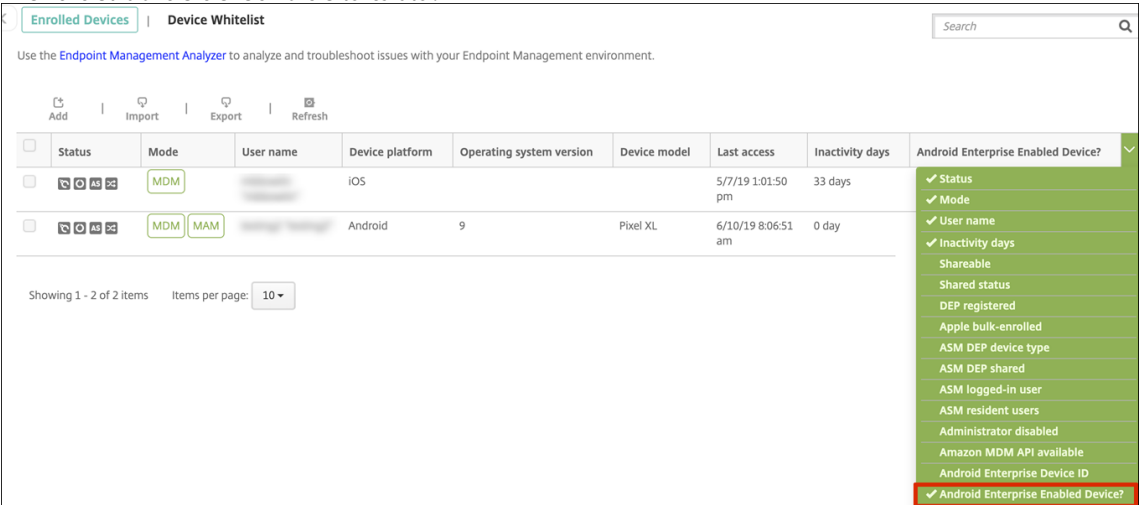 Enrolled Devices | Device Whitelist
Search
Use the Endpoint Management Analyzer to analyze and troubleshoot issues with your Endpoint Management environment.
Add | Import | Export | Refresh
Status Mode User name Device platform Operating system version Device model Last access Inactivity days Android Enterprise Enabled Device?
AS MDM iOS 5/7/19 1:01:50 33 days
pm
AS MDM MAM Android 9 Pixel XL 6/10/19 8:06:51 0 day
am
Showing 1 - 2 of 2 items Items per page: 10
Status
Mode
User name
Inactivity days
Shareable
Shared status
DEP registered
Apple bulk-enrolled
ASM DEP device type
ASM DEP shared
ASM logged-in user
ASM resident users
Administrator disabled
Amazon MDM API available
Android Enterprise Device ID
Android Enterprise Enabled Device?